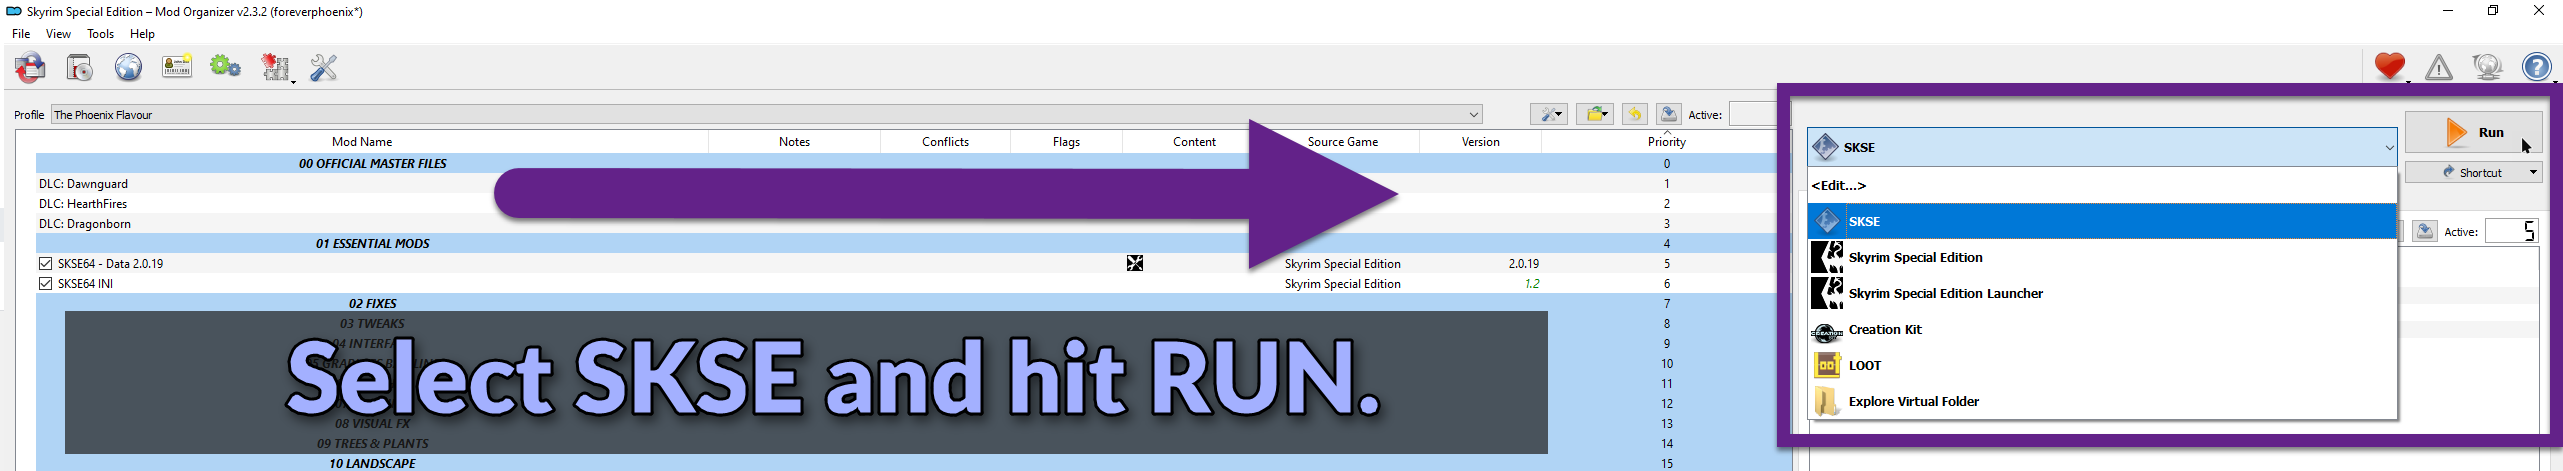 Skyrim Special Edition – Mod Organizer v2.3.2 (foreverphoenix*)
File View Tools Help
Profile The Phoenix Flavour Active:
Mod Name Notes Conflicts Flags Content Source Game Version Priority
00 OFFICIAL MASTER FILES 0
DLC: Dawnguard 1
DLC: HearthFires 2
DLC: Dragonborn 3
01 ESSENTIAL MODS 4
SKSE64 - Data 2.0.19 Skyrim Special Edition 2.0.19 5
SKSE64 INI Skyrim Special Edition 1.2 6
02 FIXES 7
03 TWEAKS 8
04 INTERFA 9
10
11
12
08 VISUAL FX 13
09 TREES & PLANTS 14
10 LANDSCAPE 15
Select SKSE and hit RUN.
SKSE
Run
Shortcut
<Edit...>
SKSE
Active: 5
Skyrim Special Edition
Skyrim Special Edition Launcher
CREATION Creation Kit
LOOT
Explore Virtual Folder